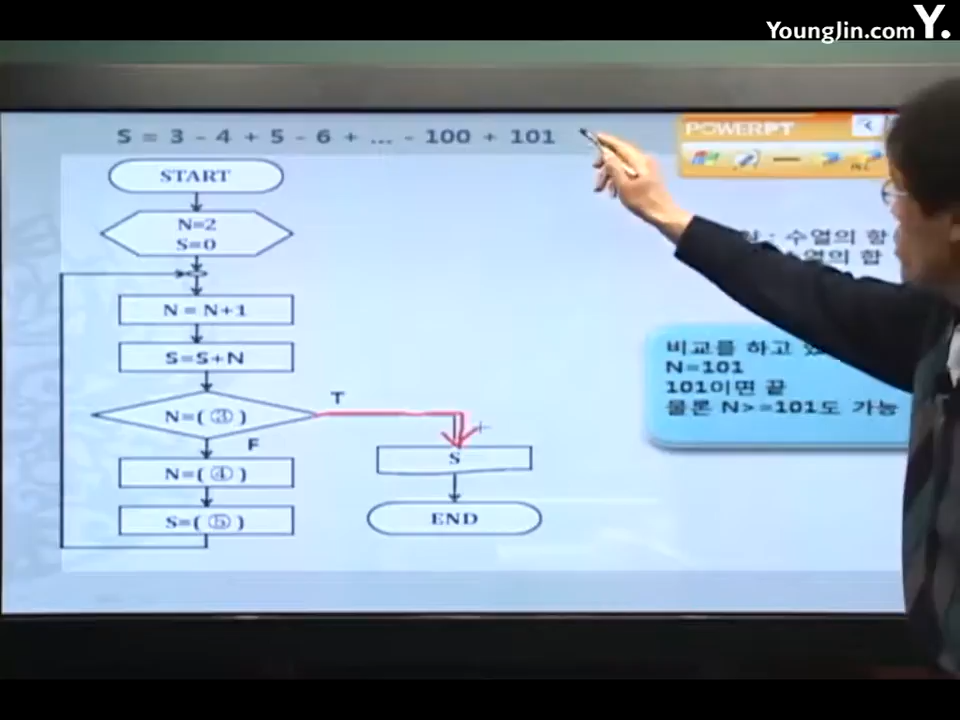 YoungJin.com Y.
S = 3 - 4 + 5 - 6 + ... - 100 + 101
POWERPT
START
N=2
S=0
: 수열의 항
수열의 합
N = N+1
S=S+N
비교를 하고
N=101
101이면 끝
물론 N>=101도 가능
T
N=( ③ )
F
S
N=( ④ )
S=( ⑤ )
END